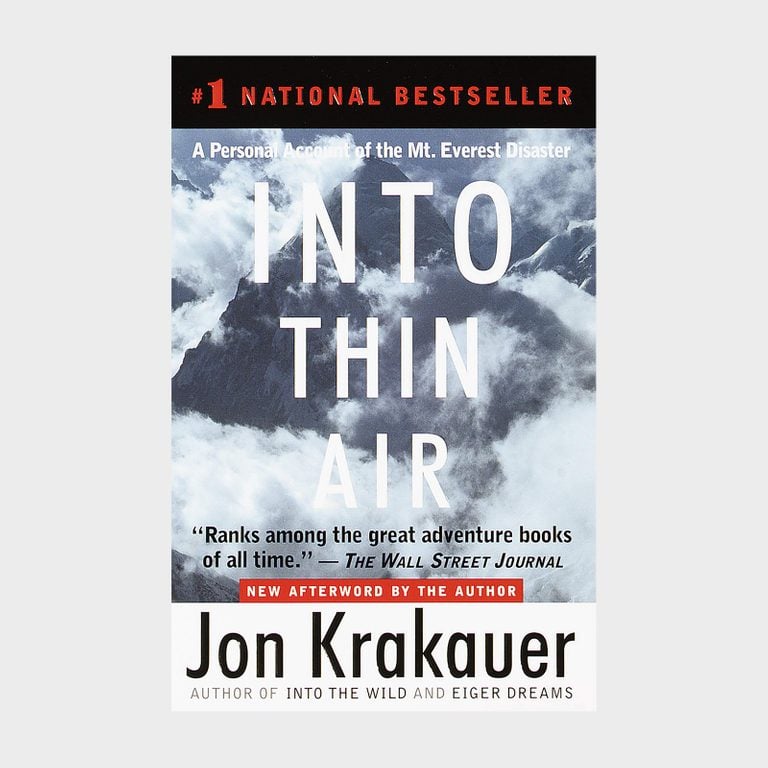 #1 NATIONAL BESTSELLER
A Personal Account of the Mt. Everest Disaster
INTO
THIN
AIR
“Ranks among the great adventure books
of all time.” — THE WALL STREET JOURNAL
NEW AFTERWORD BY THE AUTHOR
Jon Krakauer
AUTHOR OF INTO THE WILD AND EIGER DREAMS